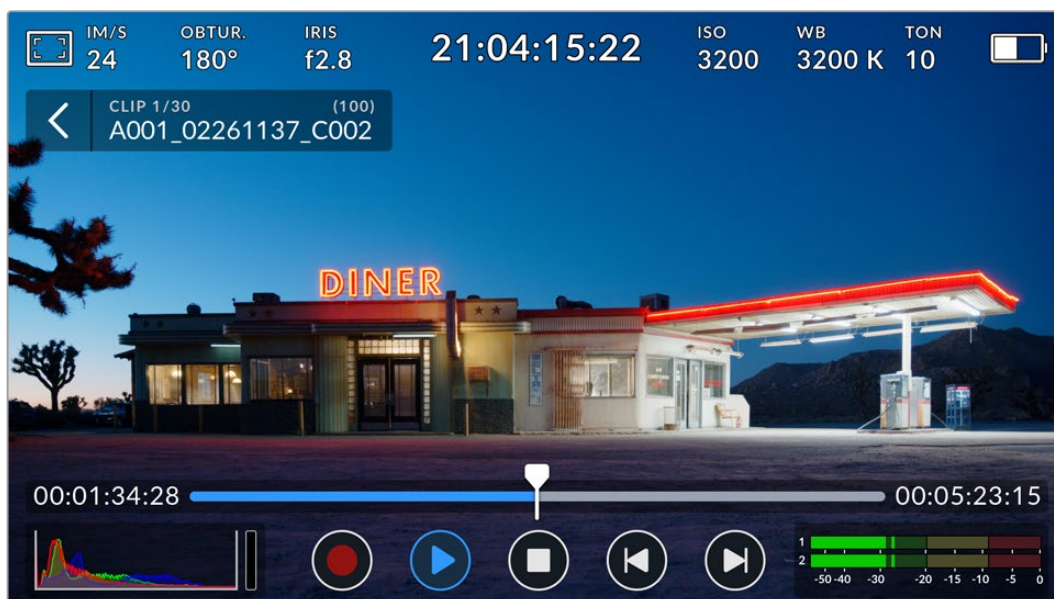 IM/S OBTUR. IRIS ISO WB TON
24 180° f2.8 21:04:15:22 3200 3200 K 10
CLIP 1/30 (100)
A001_02261137_C002
DINER
00:01:34:28 00:05:23:15
1
2
-50 -40 -30 -20 -15 -10 -5 0